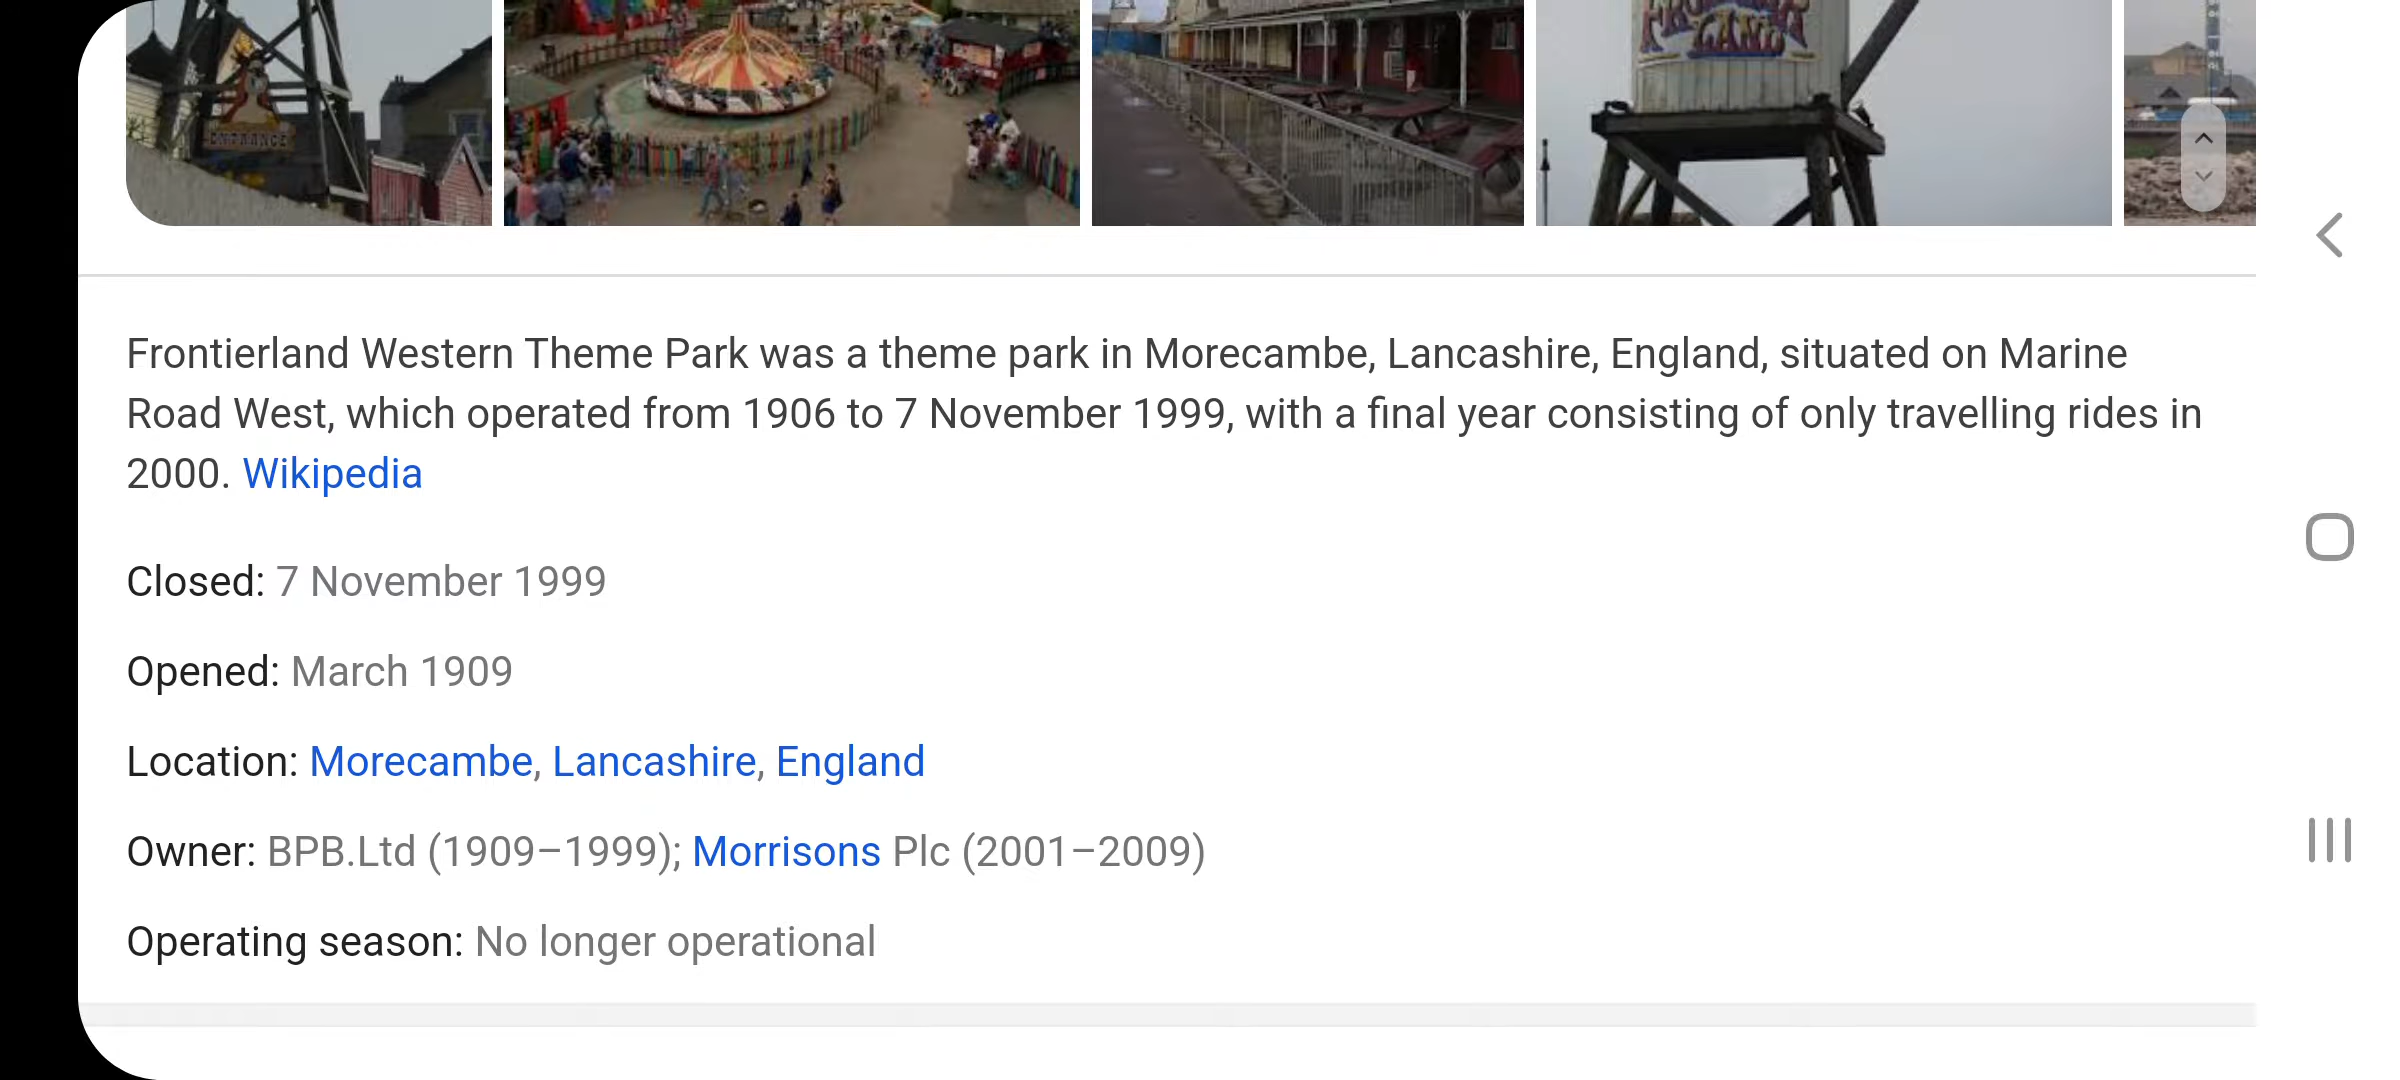 ENTRANCE
LAND
Frontierland Western Theme Park was a theme park in Morecambe, Lancashire, England, situated on Marine
Road West, which operated from 1906 to 7 November 1999, with a final year consisting of only travelling rides in
2000. Wikipedia
Closed: 7 November 1999
Opened: March 1909
Location: Morecambe, Lancashire, England
Owner: BPB.Ltd (1909–1999); Morrisons Plc (2001–2009)
Operating season: No longer operational